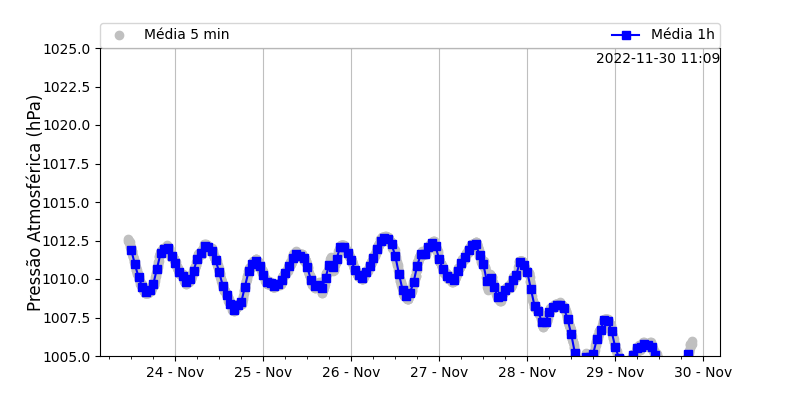 Média 5 min
Média 1h
2022-11-30 11:09
Pressão Atmosférica (hPa)
1025.0
1022.5
1020.0
1017.5
1015.0
1012.5
1010.0
1007.5
1005.0
24 - Nov
25 - Nov
26 - Nov
27 - Nov
28 - Nov
29 - Nov
30 - Nov